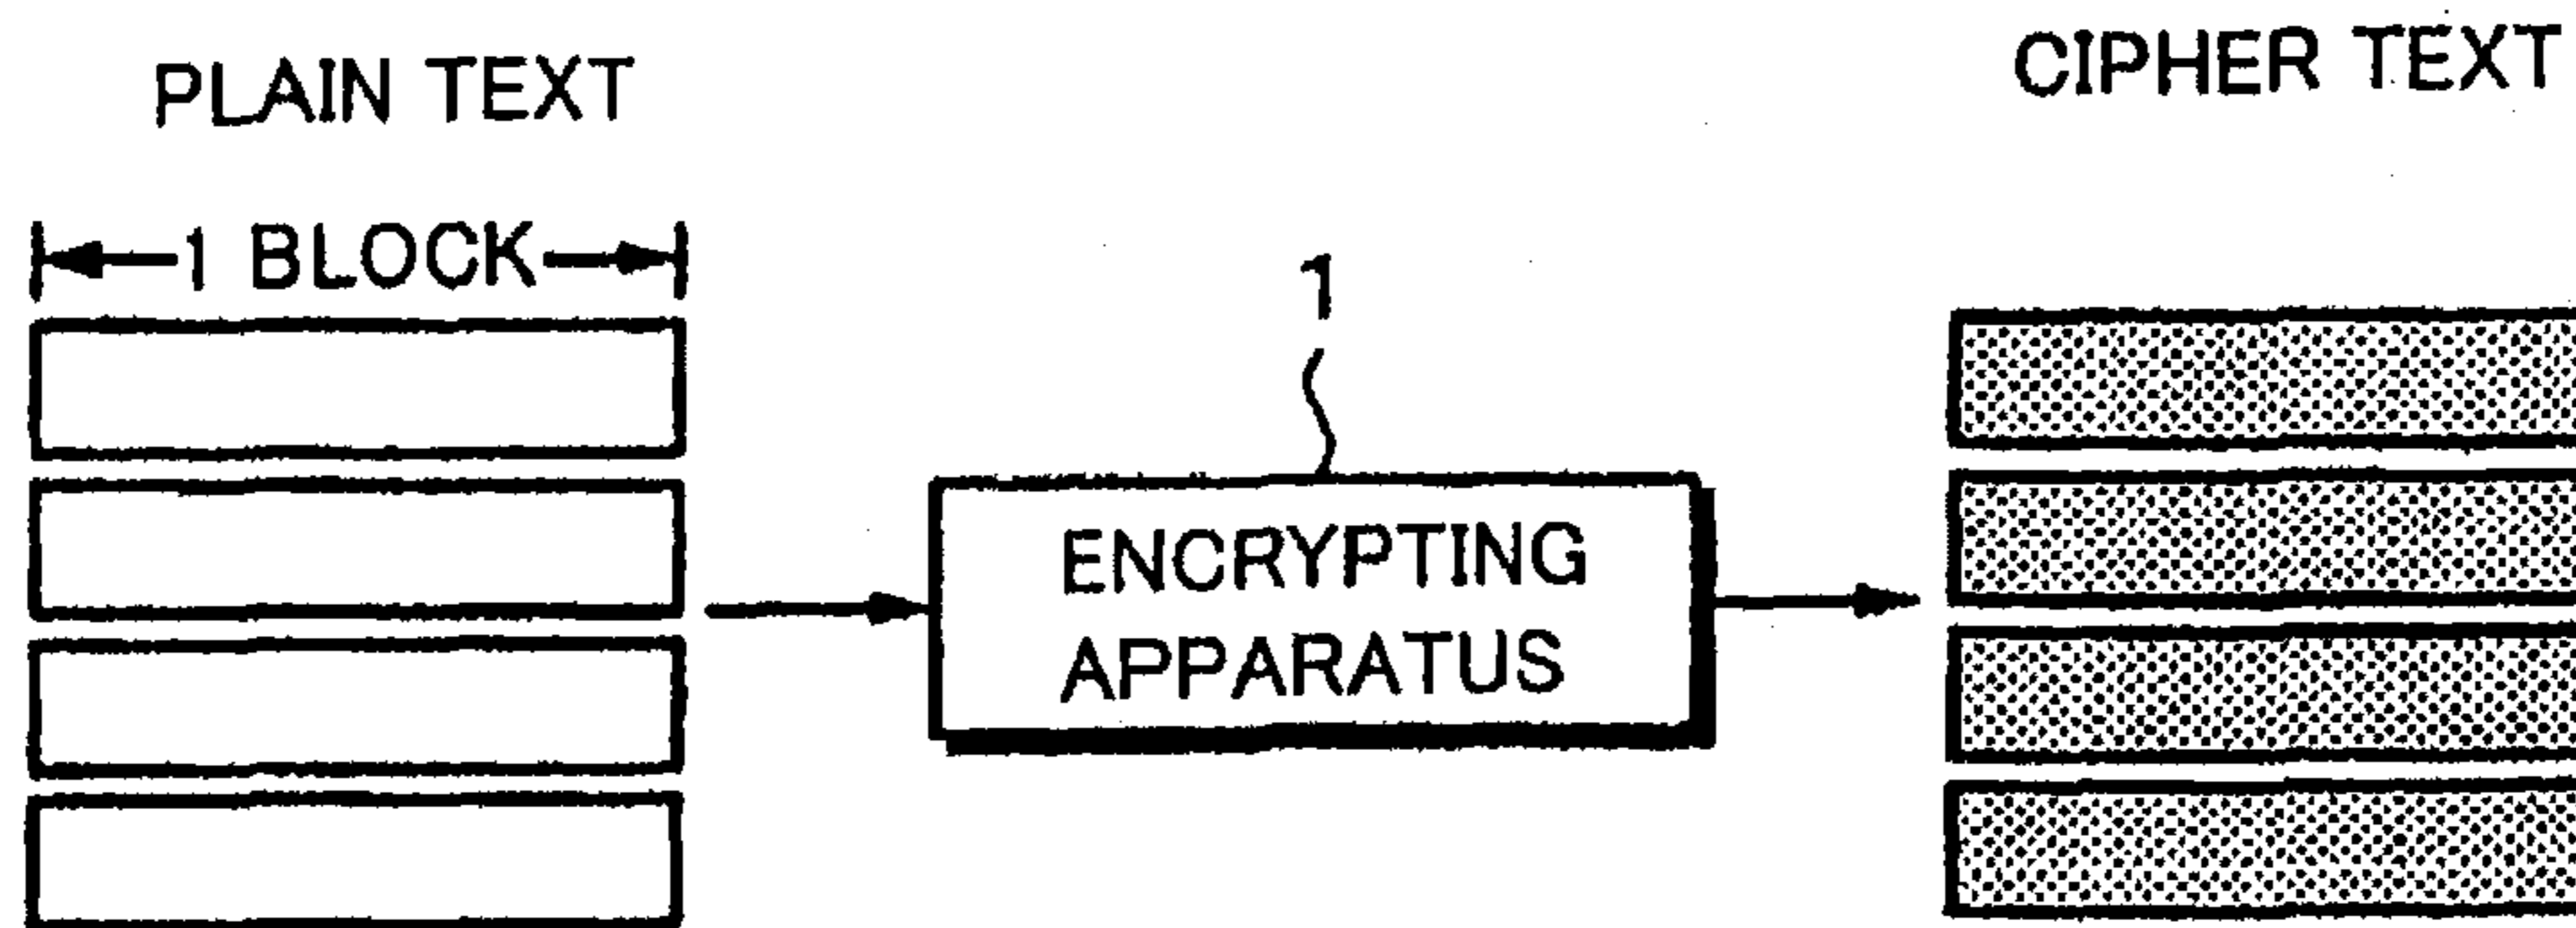 PLAIN TEXT
CIPHER TEXT
1 BLOCK
1
ENCRYPTING
APPARATUS